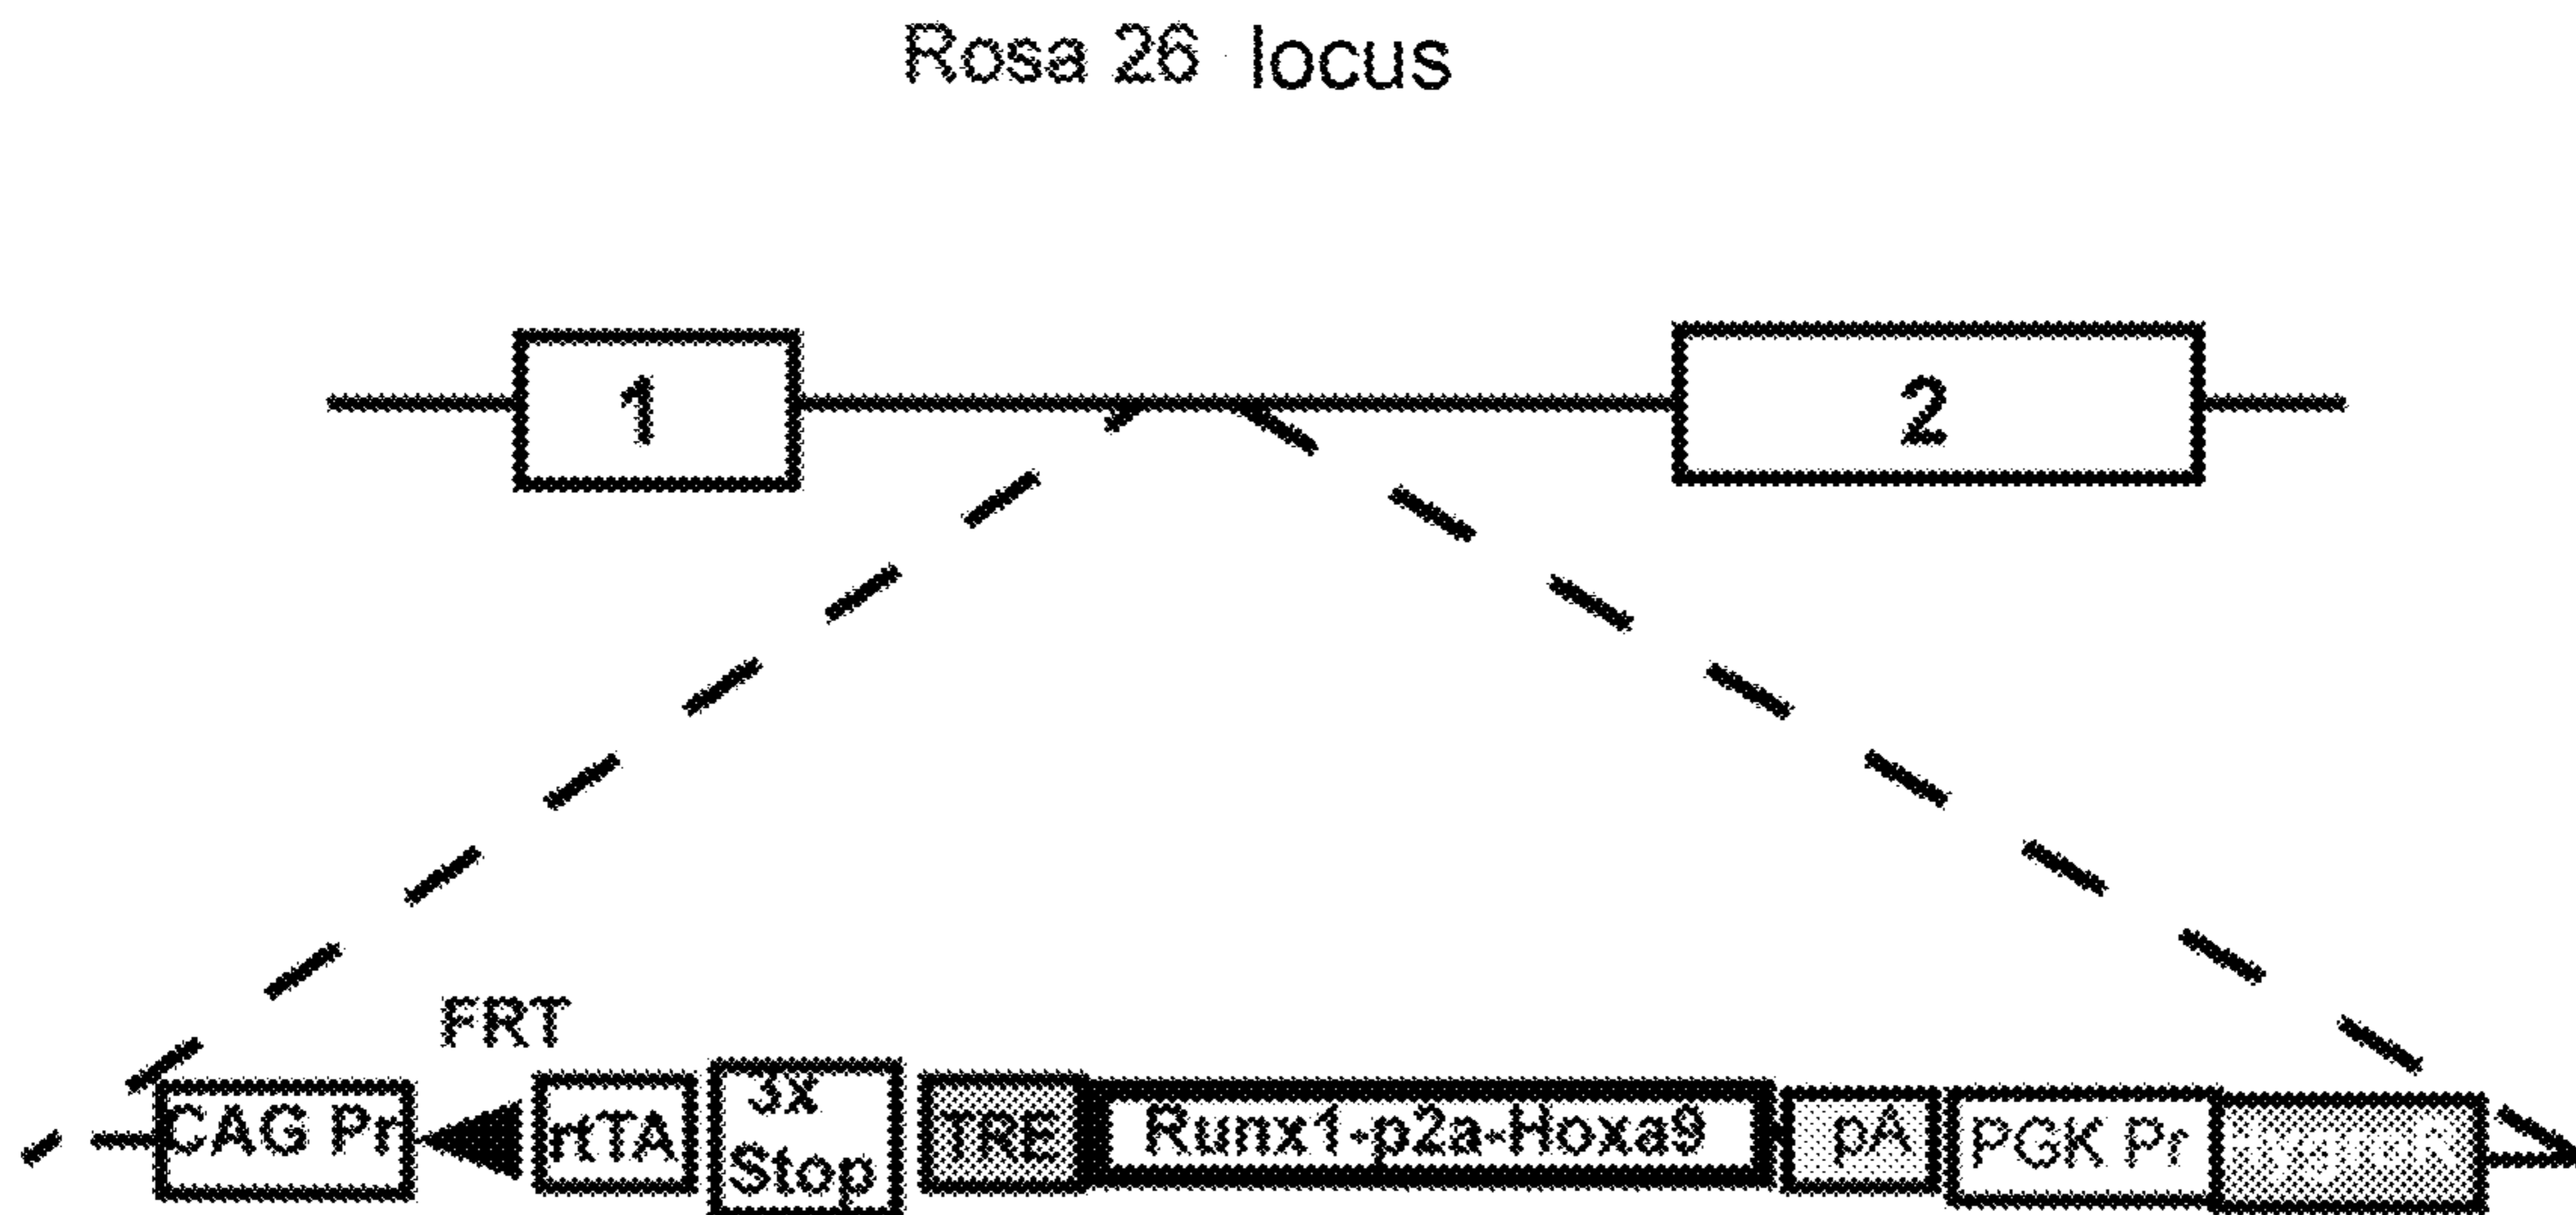 Rosa 26 locus
1
2
FRT
CAG Pr
rtTA
3x
Stop
TRE
Runx1-p2a-Hoxa9
pA
PGK Pr